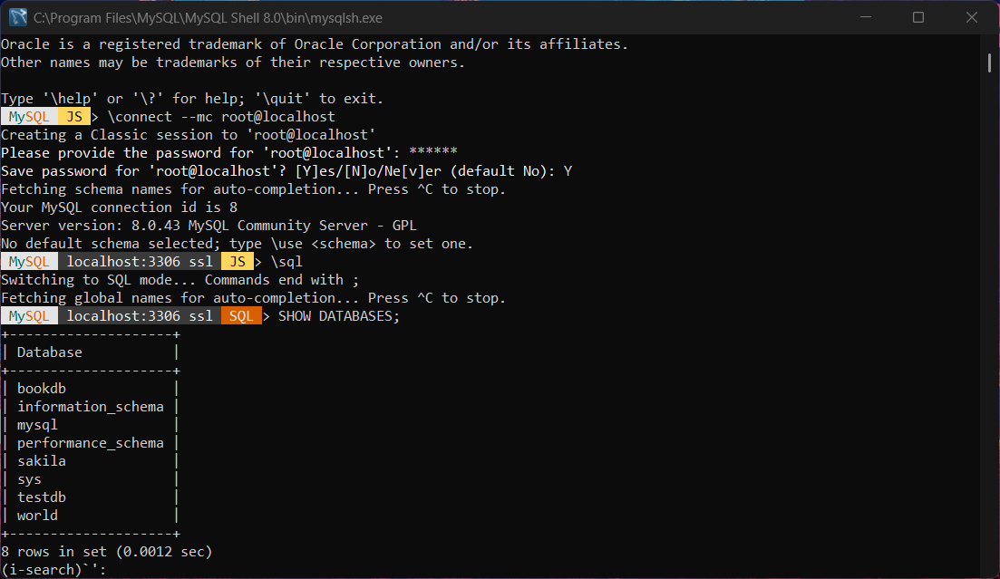 C:\Program Files\MySQL\MySQL Shell 8.0\bin\mysqlsh.exe
Oracle is a registered trademark of Oracle Corporation and/or its affiliates.
Other names may be trademarks of their respective owners.
Type '\help' or '\?' for help; '\quit' to exit.
MySQL JS > \connect --mc root@localhost
Creating a Classic session to 'root@localhost'
Please provide the password for 'root@localhost': ******
Save password for 'root@localhost'? [Y]es/[N]o/Ne[v]er (default No): Y
Fetching schema names for auto-completion... Press ^C to stop.
Your MySQL connection id is 8
Server version: 8.0.43 MySQL Community Server - GPL
No default schema selected; type \use <schema> to set one.
MySQL localhost:3306 ssl JS > \sql
Switching to SQL mode... Commands end with ;
Fetching global names for auto-completion... Press ^C to stop.
MySQL localhost:3306 ssl SQL > SHOW DATABASES;
+--------------------+
| Database           |
+--------------------+
| bookdb             |
| information_schema |
| mysql              |
| performance_schema |
| sakila             |
| sys                |
| testdb             |
| world              |
+--------------------+
8 rows in set (0.0012 sec)
(i-search)`':